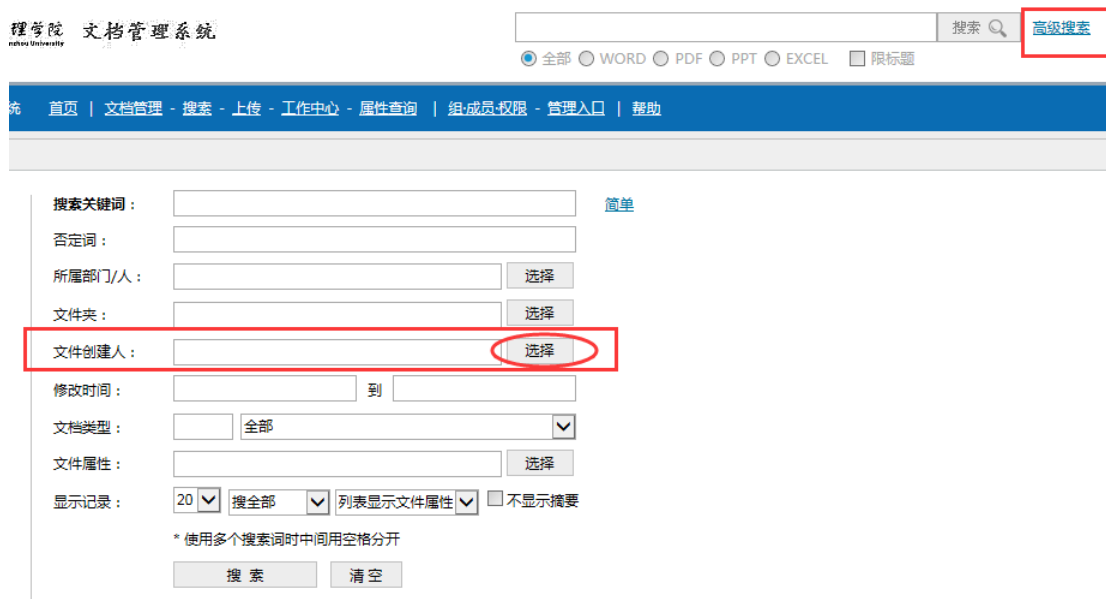 理学院 文档管理系统
搜索 高级搜索
全部 WORD PDF PPT EXCEL 限标题
统 首页 | 文档管理 - 搜索 - 上传 - 工作中心 - 属性查询 | 组·成员·权限 - 管理入口 | 帮助
搜索关键词： 简单
否定词：
所属部门/人： 选择
文件夹： 选择
文件创建人： 选择
修改时间： 到
文档类型： 全部
文件属性： 选择
显示记录： 20 搜全部 列表显示文件属性 不显示摘要
* 使用多个搜索词时中间用空格分开
搜 索 清 空